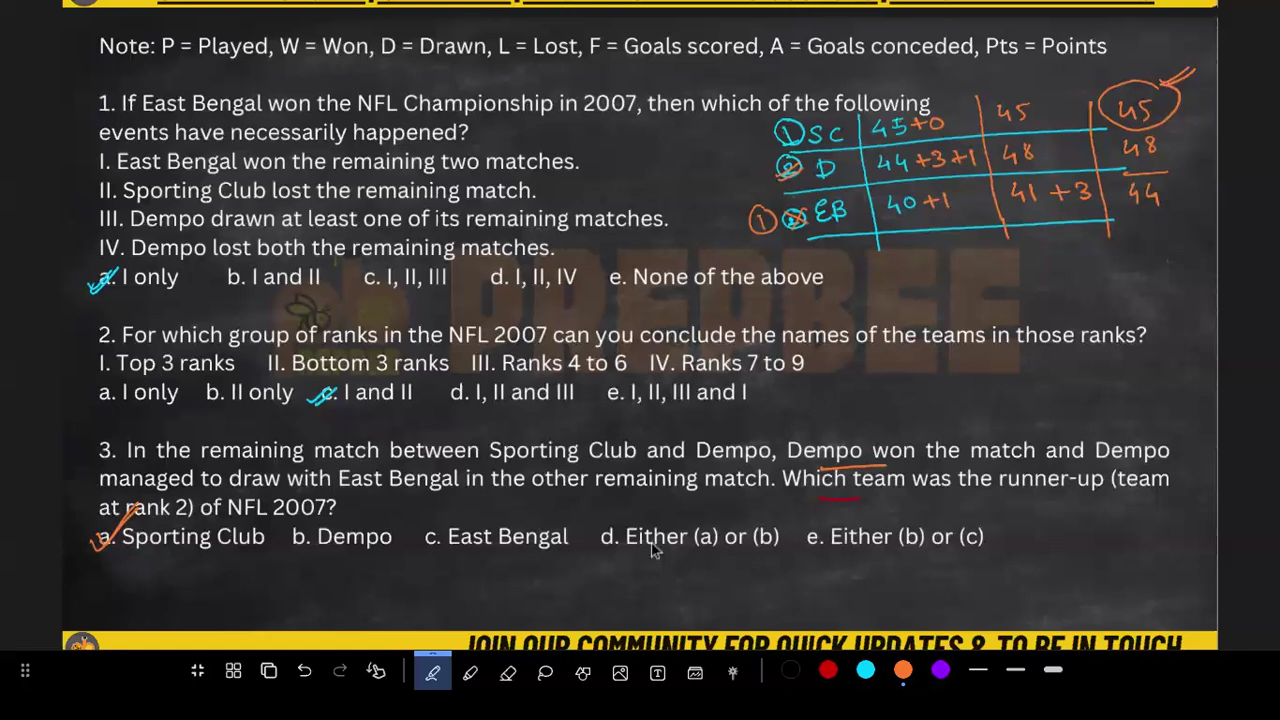 Note: P = Played, W = Won, D = Drawn, L = Lost, F = Goals scored, A = Goals conceded, Pts = Points
1. If East Bengal won the NFL Championship in 2007, then which of the following
events have necessarily happened?
I. East Bengal won the remaining two matches.
II. Sporting Club lost the remaining match.
III. Dempo drawn at least one of its remaining matches.
IV. Dempo lost both the remaining matches.
a. I only b. I and II c. I, II, III d. I, II, IV e. None of the above
1 SC 45+0 45 45
2 D 44+3+1 48 48
1 EB 40+1 41+3 44
2. For which group of ranks in the NFL 2007 can you conclude the names of the teams in those ranks?
I. Top 3 ranks II. Bottom 3 ranks III. Ranks 4 to 6 IV. Ranks 7 to 9
a. I only b. II only c. I and II d. I, II and III e. I, II, III and I
3. In the remaining match between Sporting Club and Dempo, Dempo won the match and Dempo
managed to draw with East Bengal in the other remaining match. Which team was the runner-up (team
at rank 2) of NFL 2007?
a. Sporting Club b. Dempo c. East Bengal d. Either (a) or (b) e. Either (b) or (c)
PREPBEE
JOIN OUR COMMUNITY FOR QUICK UPDATES & TO BE IN TOUCH